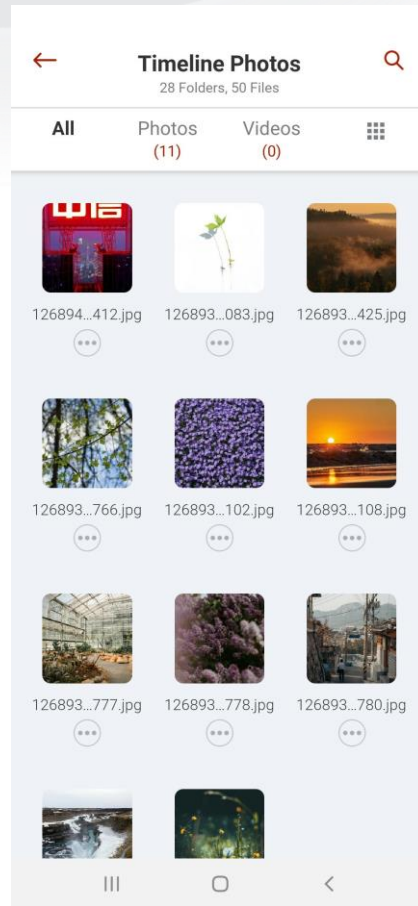 Timeline Photos
28 Folders, 50 Files
All Photos Videos
(11) (0)
中信
126894...412.jpg 126893...083.jpg 126893...425.jpg
126893...766.jpg 126893...102.jpg 126893...108.jpg
126893...777.jpg 126893...778.jpg 126893...780.jpg